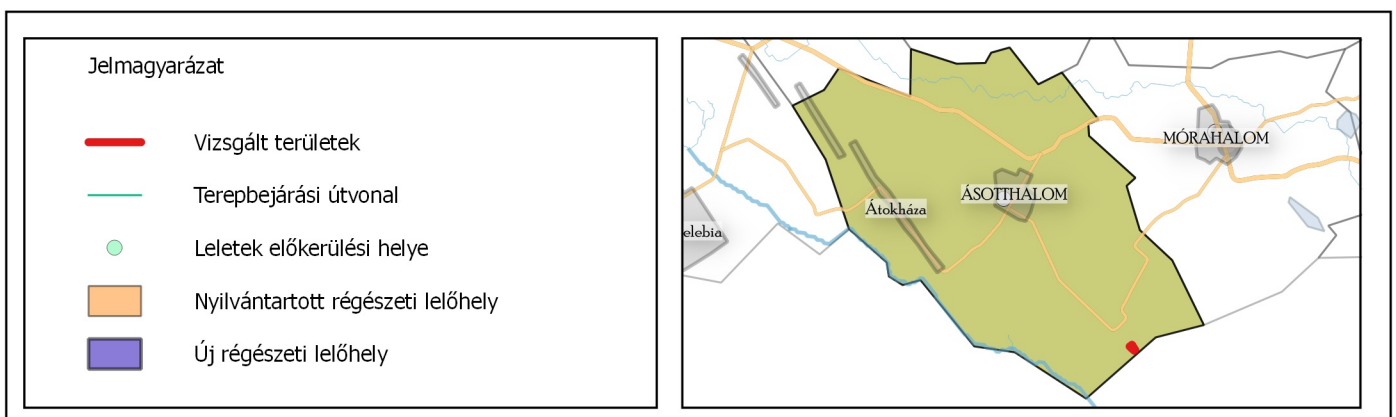 Jelmagyarázat
Vizsgált területek
Terepbejárási útvonal
Leletek előkerülési helye
Nyilvántartott régészeti lelőhely
Új régészeti lelőhely
MÓRAHALOM
ÁSOTTHALOM
Átokháza
elebia